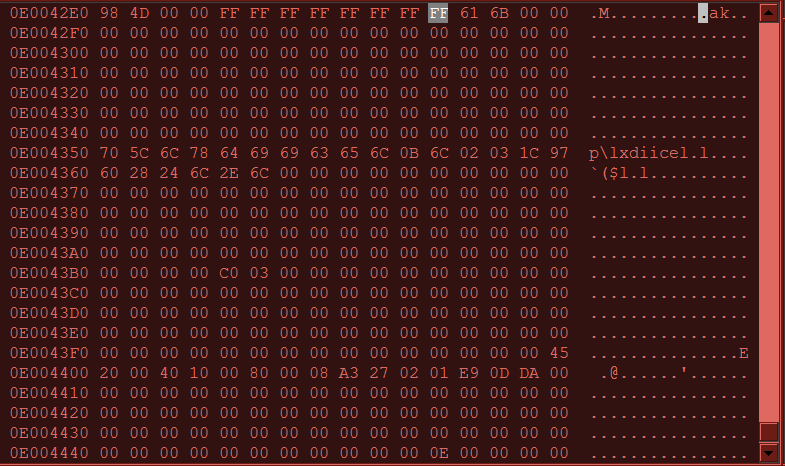 0E0042E0 98 4D 00 00 FF FF FF FF FF FF FF FF 61 6B 00 00 .M..........ak..
0E0042F0 00 00 00 00 00 00 00 00 00 00 00 00 00 00 00 00 ................
0E004300 00 00 00 00 00 00 00 00 00 00 00 00 00 00 00 00 ................
0E004310 00 00 00 00 00 00 00 00 00 00 00 00 00 00 00 00 ................
0E004320 00 00 00 00 00 00 00 00 00 00 00 00 00 00 00 00 ................
0E004330 00 00 00 00 00 00 00 00 00 00 00 00 00 00 00 00 ................
0E004340 00 00 00 00 00 00 00 00 00 00 00 00 00 00 00 00 ................
0E004350 70 5C 6C 78 64 69 69 63 65 6C 0B 6C 02 03 1C 97 p\lxdiicel.l....
0E004360 60 28 24 6C 2E 6C 00 00 00 00 00 00 00 00 00 00 `($l.l..........
0E004370 00 00 00 00 00 00 00 00 00 00 00 00 00 00 00 00 ................
0E004380 00 00 00 00 00 00 00 00 00 00 00 00 00 00 00 00 ................
0E004390 00 00 00 00 00 00 00 00 00 00 00 00 00 00 00 00 ................
0E0043A0 00 00 00 00 00 00 00 00 00 00 00 00 00 00 00 00 ................
0E0043B0 00 00 00 00 C0 03 00 00 00 00 00 00 00 00 00 00 ................
0E0043C0 00 00 00 00 00 00 00 00 00 00 00 00 00 00 00 00 ................
0E0043D0 00 00 00 00 00 00 00 00 00 00 00 00 00 00 00 00 ................
0E0043E0 00 00 00 00 00 00 00 00 00 00 00 00 00 00 00 00 ................
0E0043F0 00 00 00 00 00 00 00 00 00 00 00 00 00 00 00 45 ...............E
0E004400 20 00 40 10 00 80 00 08 A3 27 02 01 E9 0D DA 00 .@......'......
0E004410 00 00 00 00 00 00 00 00 00 00 00 00 00 00 00 00 ................
0E004420 00 00 00 00 00 00 00 00 00 00 00 00 00 00 00 00 ................
0E004430 00 00 00 00 00 00 00 00 00 00 00 00 00 00 00 00 ................
0E004440 00 00 00 00 00 00 00 00 00 00 00 0E 00 00 00 00 ................